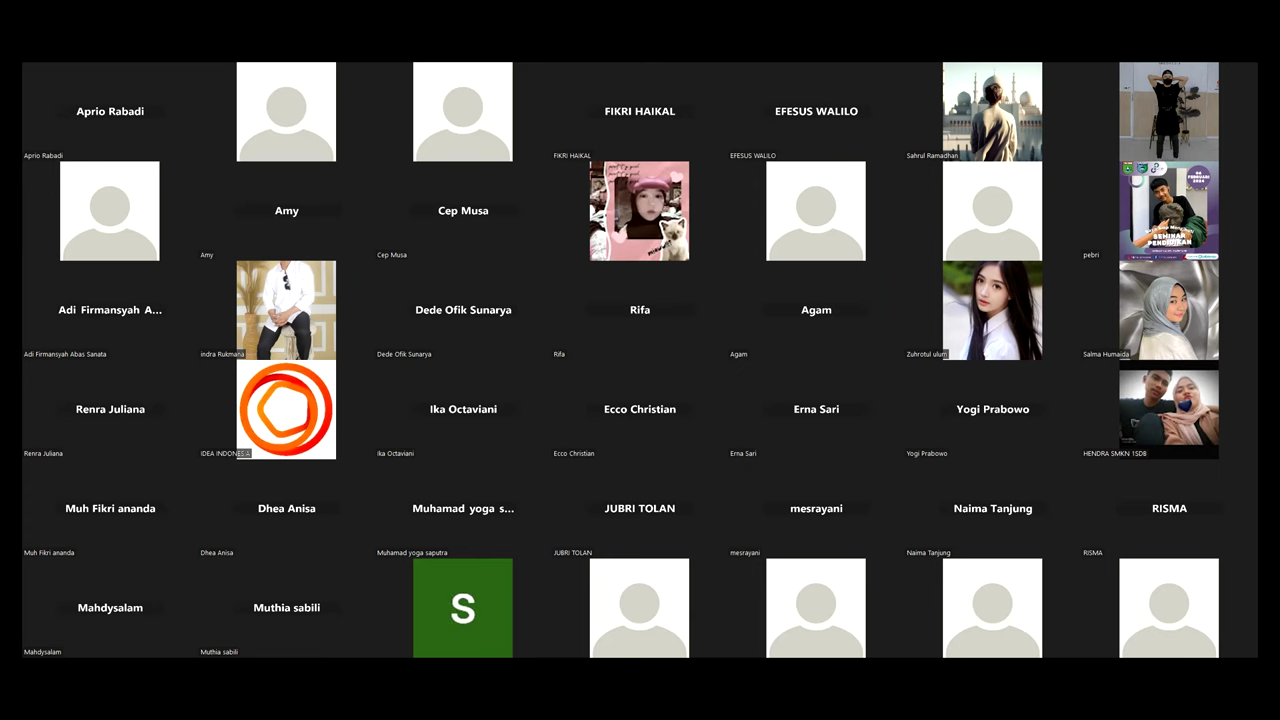 Aprio Rabadi
FIKRI HAIKAL
EFESUS WALILO
Aprio Rabadi
FIKRI HAIKAL
EFESUS WALILO
Sahrul Ramadhan
Amy
Cep Musa
04
FEBRUARI
2024
SEMINAR
PENDIDIKAN
Amy
Cep Musa
pebri
Adi Firmansyah A...
Dede Ofik Sunarya
Rifa
Agam
Adi Firmansyah Abas Sanata
indra Rukmana
Dede Ofik Sunarya
Rifa
Agam
Zuhrotul ulum
Salma Humaida
Renra Juliana
Ika Octaviani
Ecco Christian
Erna Sari
Yogi Prabowo
Renra Juliana
IDEA INDONESIA
Ika Octaviani
Ecco Christian
Erna Sari
Yogi Prabowo
HENDRA SMKN 1SDB
Muh Fikri ananda
Dhea Anisa
Muhamad yoga s...
JUBRI TOLAN
mesrayani
Naima Tanjung
RISMA
Muh Fikri ananda
Dhea Anisa
Muhamad yoga saputra
JUBRI TOLAN
mesrayani
Naima Tanjung
RISMA
Mahdysalam
Muthia sabili
S
Mahdysalam
Muthia sabili